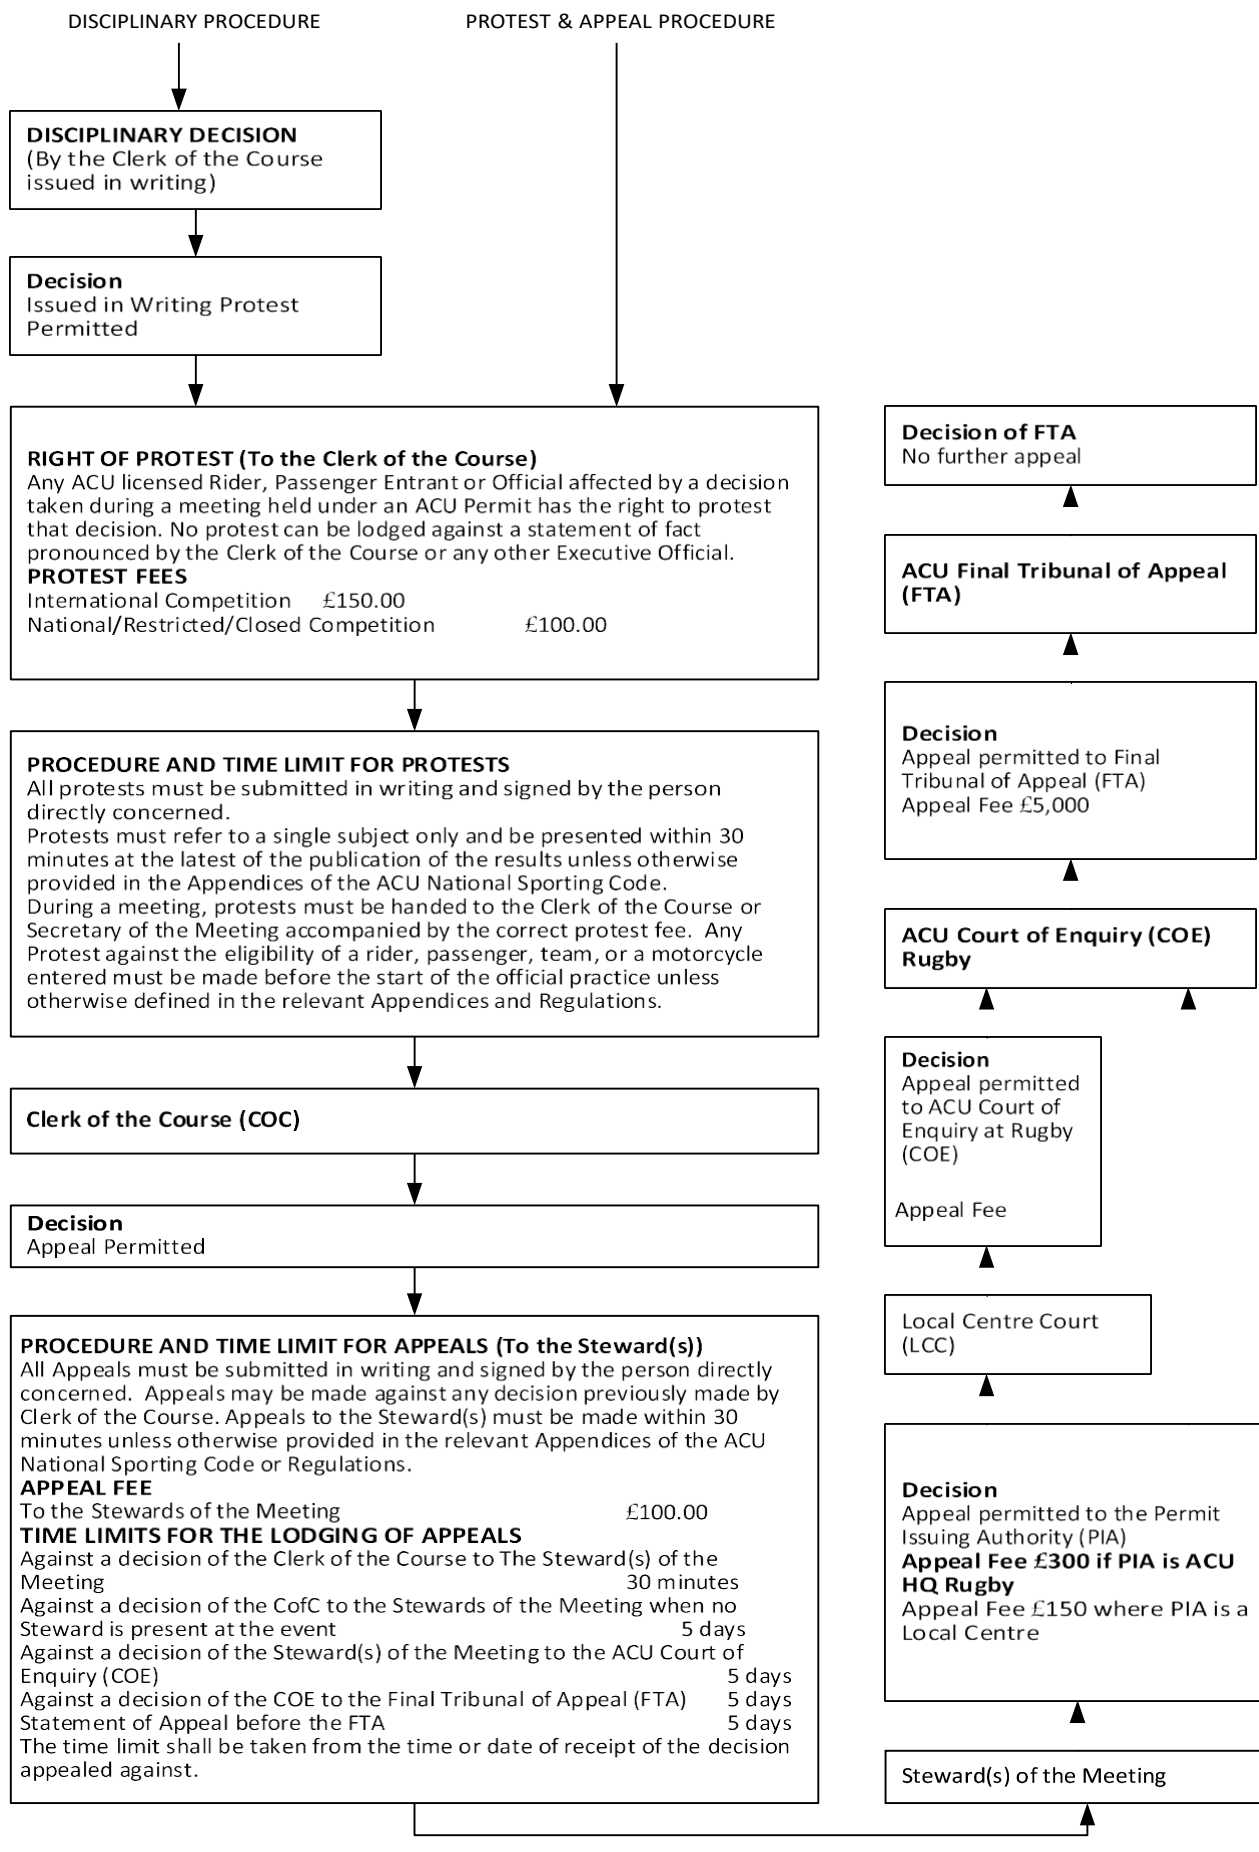 DISCIPLINARY PROCEDURE
PROTEST & APPEAL PROCEDURE
DISCIPLINARY DECISION
(By the Clerk of the Course
issued in writing)
Decision
Issued in Writing Protest
Permitted
RIGHT OF PROTEST (To the Clerk of the Course)
Any ACU licensed Rider, Passenger Entrant or Official affected by a decision
taken during a meeting held under an ACU Permit has the right to protest
that decision. No protest can be lodged against a statement of fact
pronounced by the Clerk of the Course or any other Executive Official.
PROTEST FEES
International Competition £150.00
National/Restricted/Closed Competition £100.00
PROCEDURE AND TIME LIMIT FOR PROTESTS
All protests must be submitted in writing and signed by the person
directly concerned.
Protests must refer to a single subject only and be presented within 30
minutes at the latest of the publication of the results unless otherwise
provided in the Appendices of the ACU National Sporting Code.
During a meeting, protests must be handed to the Clerk of the Course or
Secretary of the Meeting accompanied by the correct protest fee. Any
Protest against the eligibility of a rider, passenger, team, or a motorcycle
entered must be made before the start of the official practice unless
otherwise defined in the relevant Appendices and Regulations.
Clerk of the Course (COC)
Decision
Appeal Permitted
PROCEDURE AND TIME LIMIT FOR APPEALS (To the Steward(s))
All Appeals must be submitted in writing and signed by the person directly
concerned. Appeals may be made against any decision previously made by
Clerk of the Course. Appeals to the Steward(s) must be made within 30
minutes unless otherwise provided in the relevant Appendices of the ACU
National Sporting Code or Regulations.
APPEAL FEE
To the Stewards of the Meeting £100.00
TIME LIMITS FOR THE LODGING OF APPEALS
Against a decision of the Clerk of the Course to The Steward(s) of the
Meeting 30 minutes
Against a decision of the CofC to the Stewards of the Meeting when no
Steward is present at the event 5 days
Against a decision of the Steward(s) of the Meeting to the ACU Court of
Enquiry (COE) 5 days
Against a decision of the COE to the Final Tribunal of Appeal (FTA) 5 days
Statement of Appeal before the FTA 5 days
The time limit shall be taken from the time or date of receipt of the decision
appealed against.
Steward(s) of the Meeting
Decision
Appeal permitted to the Permit
Issuing Authority (PIA)
Appeal Fee £300 if PIA is ACU
HQ Rugby
Appeal Fee £150 where PIA is a
Local Centre
Local Centre Court
(LCC)
Decision
Appeal permitted
to ACU Court of
Enquiry at Rugby
(COE)
Appeal Fee
ACU Court of Enquiry (COE)
Rugby
Decision
Appeal permitted to Final
Tribunal of Appeal (FTA)
Appeal Fee £5,000
ACU Final Tribunal of Appeal
(FTA)
Decision of FTA
No further appeal